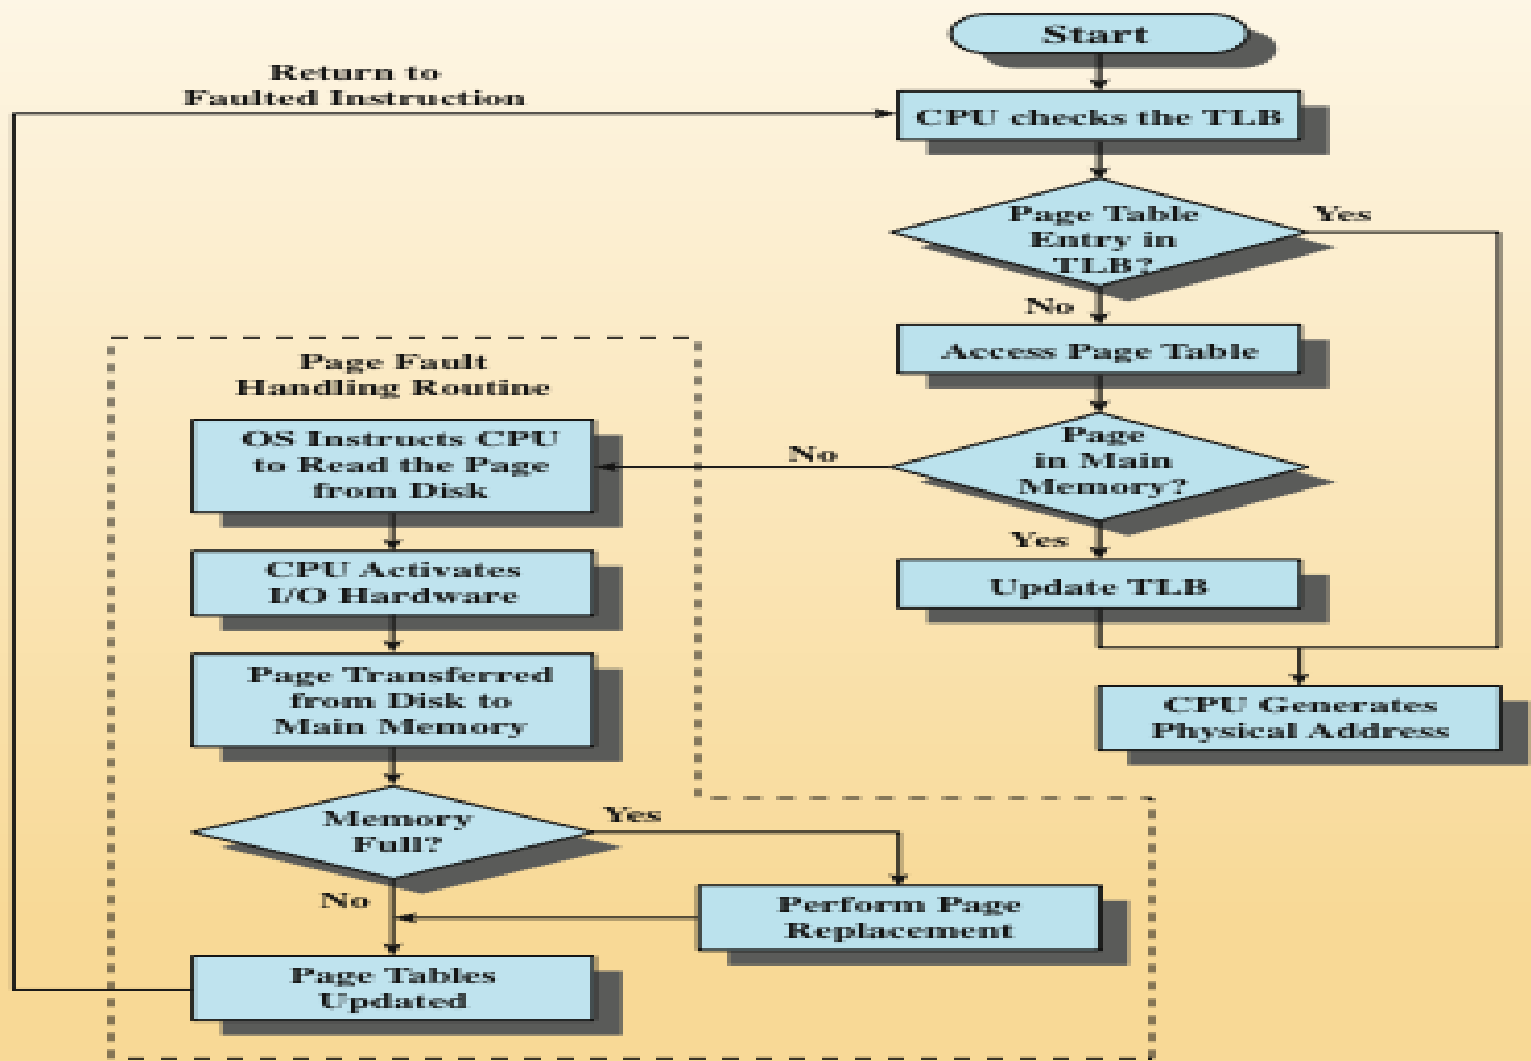 Start
Return to
Faulted Instruction
CPU checks the TLB
Page Table
Entry in
TLB?
Yes
No
Access Page Table
Page Fault
Handling Routine
OS Instructs CPU
to Read the Page
from Disk
No
Page
in Main
Memory?
Yes
CPU Activates
I/O Hardware
Update TLB
Page Transferred
from Disk to
Main Memory
CPU Generates
Physical Address
Memory
Full?
Yes
No
Perform Page
Replacement
Page Tables
Updated